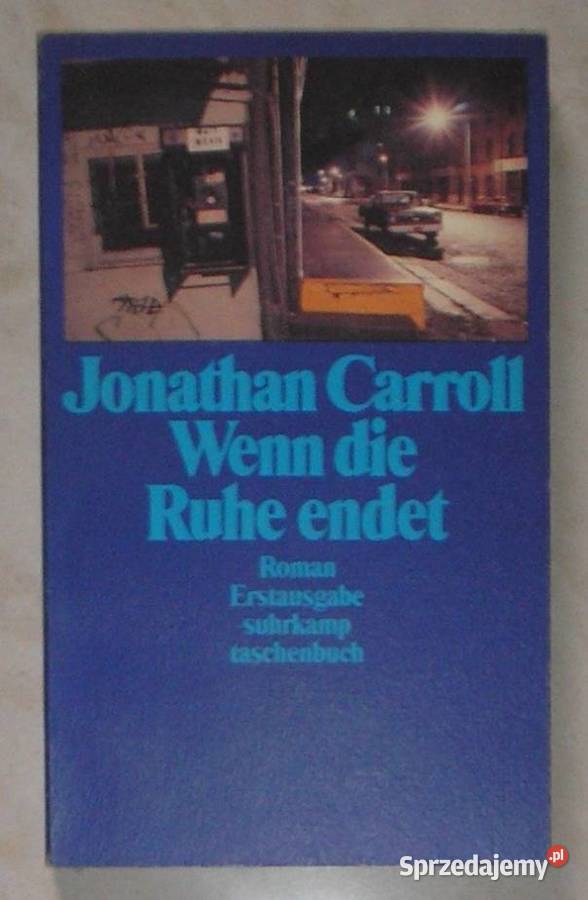 Jonathan Carroll
Wenn die
Ruhe endet
Roman
Erstausgabe
suhrkamp
taschenbuch
Sprzedajemy.pl